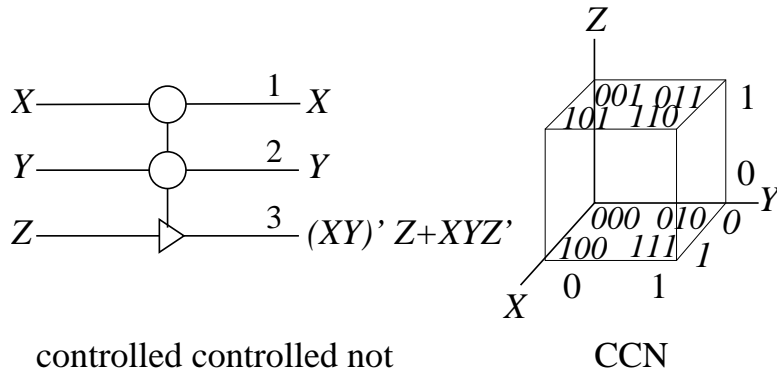 Z
1
X X
001 011
1
101 110
2
Y Y
0
Y
3
Z (XY)' Z+XYZ'
000 010
0
100 111
1
0 1
X
controlled controlled not
CCN